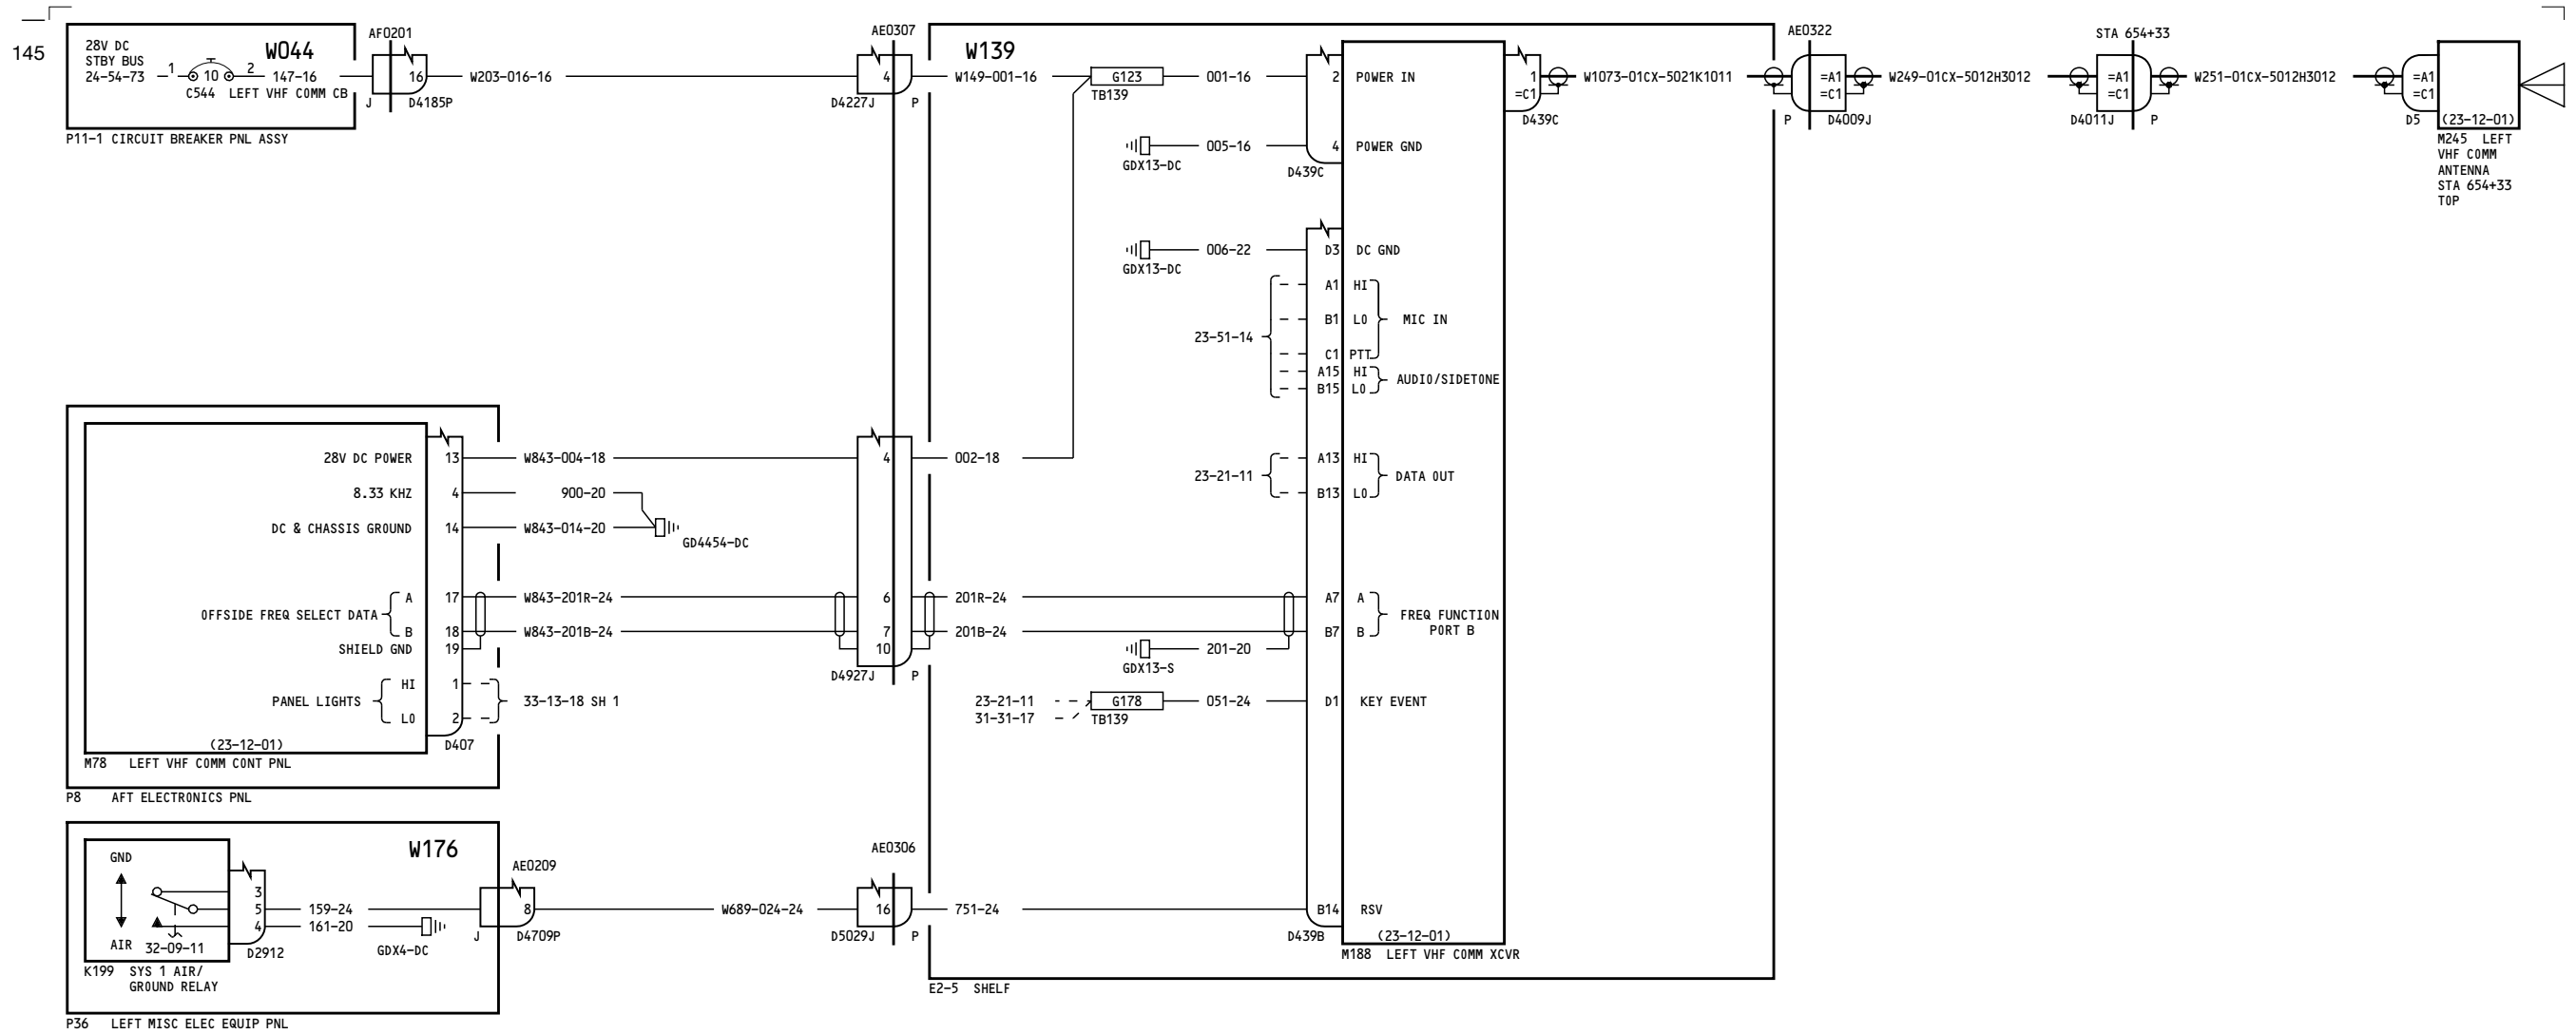 145
28V DC
STBY BUS
24-54-73
W044
1
10
2
147-16
C544 LEFT VHF COMM CB
P11-1 CIRCUIT BREAKER PNL ASSY
AF0201
16
J D4185P
W203-016-16
AE0307
4
D4227J P
W139
W149-001-16
G123
TB139
001-16
2 POWER IN
GDX13-DC
005-16
4 POWER GND
D439C
GDX13-DC
006-22
D3 DC GND
23-51-14
A1 HI
B1 LO
MIC IN
C1 PTT
A15 HI
AUDIO/SIDETONE
B15 LO
23-21-11
A13 HI
DATA OUT
B13 LO
1
=C1
D439C
W1073-01CX-5021K1011
AE0322
=A1
=C1
P D4009J
W249-01CX-5012H3012
STA 654+33
=A1
=C1
D4011J P
W251-01CX-5012H3012
=A1
=C1
D5
(23-12-01)
M245 LEFT
VHF COMM
ANTENNA
STA 654+33
TOP
28V DC POWER
13
W843-004-18
4
002-18
8.33 KHZ
4
900-20
DC & CHASSIS GROUND
14
W843-014-20
GD4454-DC
OFFSIDE FREQ SELECT DATA
A
17
W843-201R-24
6
201R-24
A7 A
FREQ FUNCTION
PORT B
B
18
W843-201B-24
7
201B-24
B7 B
SHIELD GND
19
10
D4927J P
GDX13-S
201-20
PANEL LIGHTS
HI
1
LO
2
33-13-18 SH 1
(23-12-01)
D407
M78 LEFT VHF COMM CONT PNL
P8 AFT ELECTRONICS PNL
23-21-11
31-31-17
G178
TB139
051-24
D1 KEY EVENT
W176
GND
AIR
32-09-11
3
5
4
D2912
159-24
161-20
GDX4-DC
K199 SYS 1 AIR/
GROUND RELAY
P36 LEFT MISC ELEC EQUIP PNL
AE0209
8
J D4709P
W689-024-24
AE0306
16
D5029J P
751-24
B14 RSV
D439B
(23-12-01)
M188 LEFT VHF COMM XCVR
E2-5 SHELF